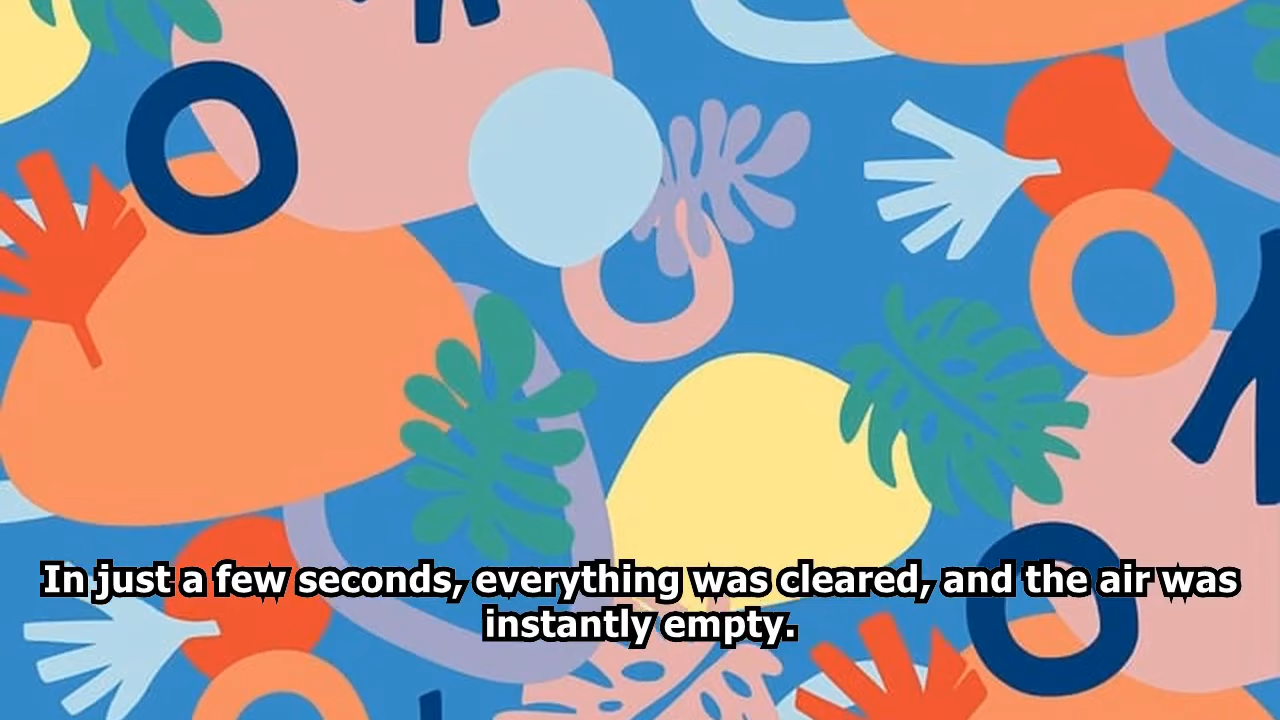 In just a few seconds, everything was cleared, and the air was
instantly empty.